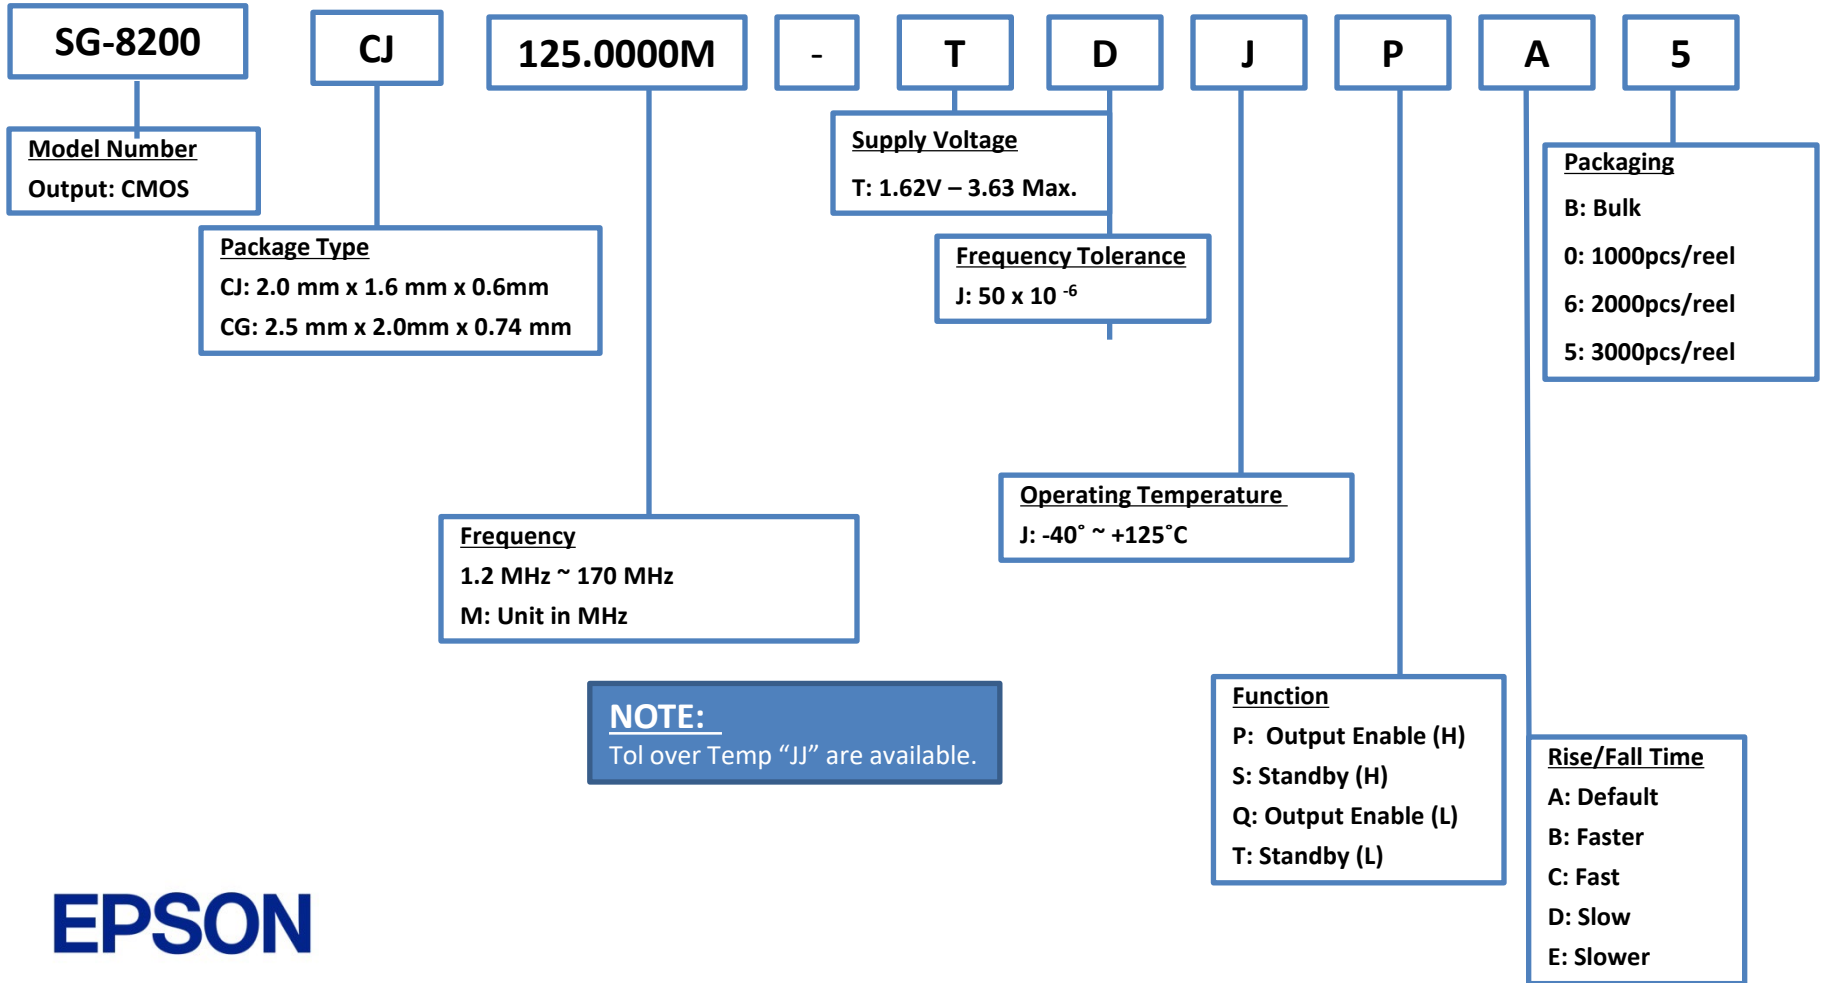 SG-8200 CJ 125.0000M - T D J P A 5
Model Number
Output: CMOS
Package Type
CJ: 2.0 mm x 1.6 mm x 0.6mm
CG: 2.5 mm x 2.0mm x 0.74 mm
Frequency
1.2 MHz ~ 170 MHz
M: Unit in MHz
Supply Voltage
T: 1.62V – 3.63 Max.
Frequency Tolerance
J: 50 x 10 -6
Operating Temperature
J: -40˚ ~ +125˚C
Function
P:  Output Enable (H)
S: Standby (H)
Q: Output Enable (L)
T: Standby (L)
Rise/Fall Time
A: Default
B: Faster
C: Fast
D: Slow
E: Slower
Packaging
B: Bulk
0: 1000pcs/reel
6: 2000pcs/reel
5: 3000pcs/reel
NOTE:
Tol over Temp “JJ” are available.
EPSON